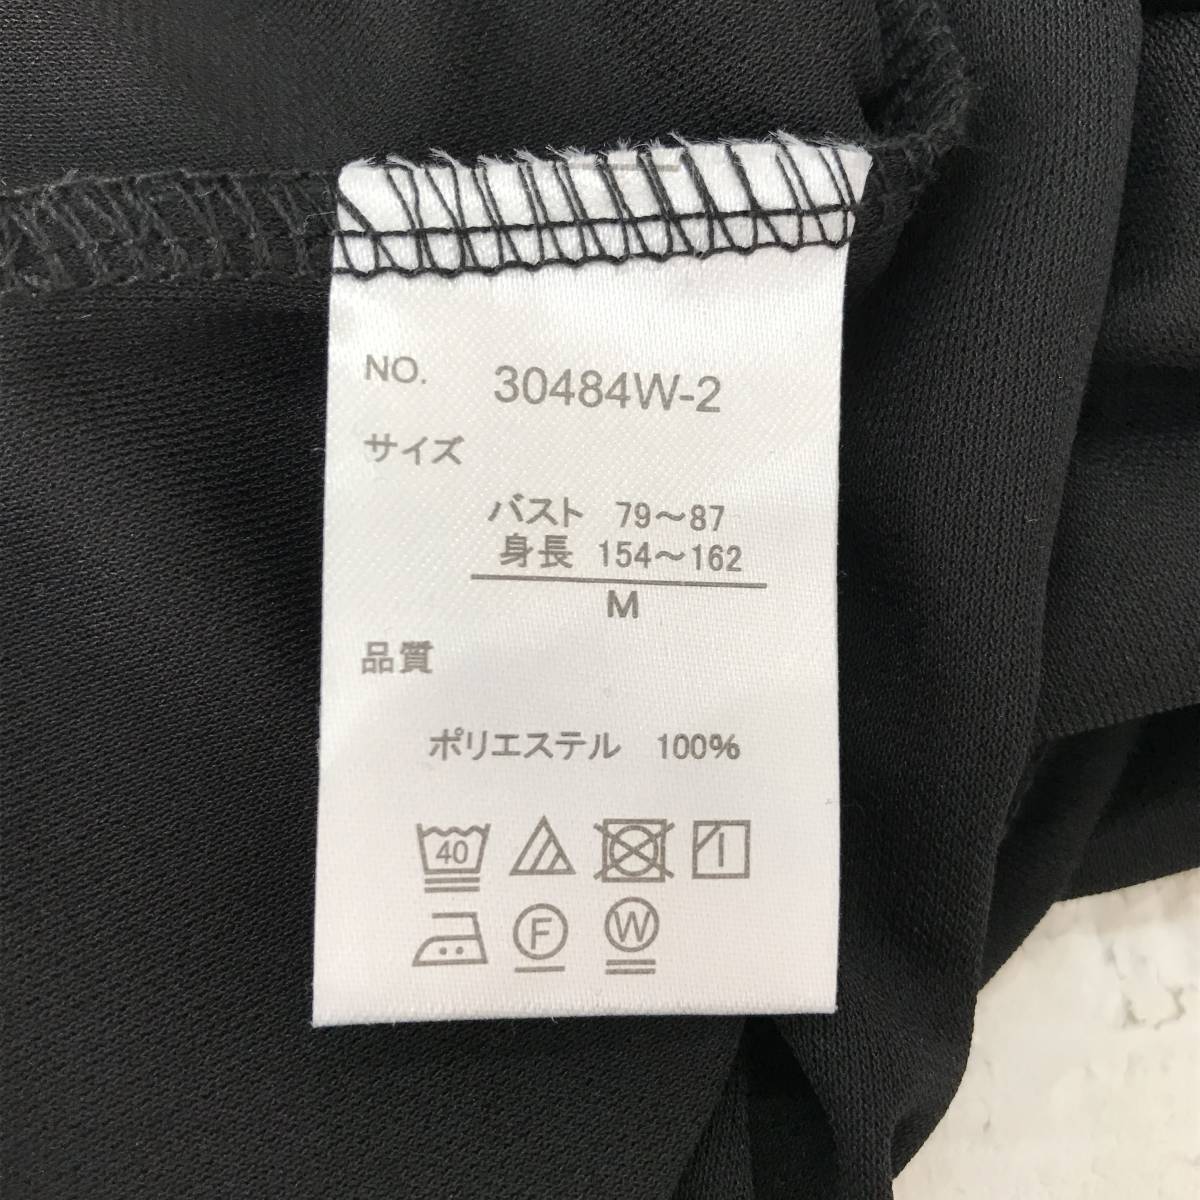 NO. 30484W-2
サイズ
バスト 79～87
身長 154～162
M
品質
ポリエステル 100%
40
F W